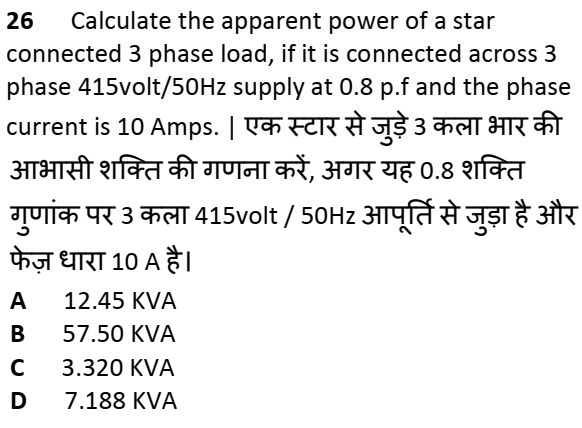 26 Calculate the apparent power of a star
connected 3 phase load, if it is connected across 3
phase 415volt/50Hz supply at 0.8 p.f and the phase
current is 10 Amps. | एक स्टार से जुड़े 3 कला भार की
आभासी शक्ति की गणना करें, अगर यह 0.8 शक्ति
गुणांक पर 3 कला 415volt / 50Hz आपूर्ति से जुड़ा है और
फेज़ धारा 10 A है।
A 12.45 KVA
B 57.50 KVA
C 3.320 KVA
D 7.188 KVA